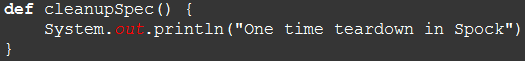 def cleanupSpec() {
    System.out.println("One time teardown in Spock")
}